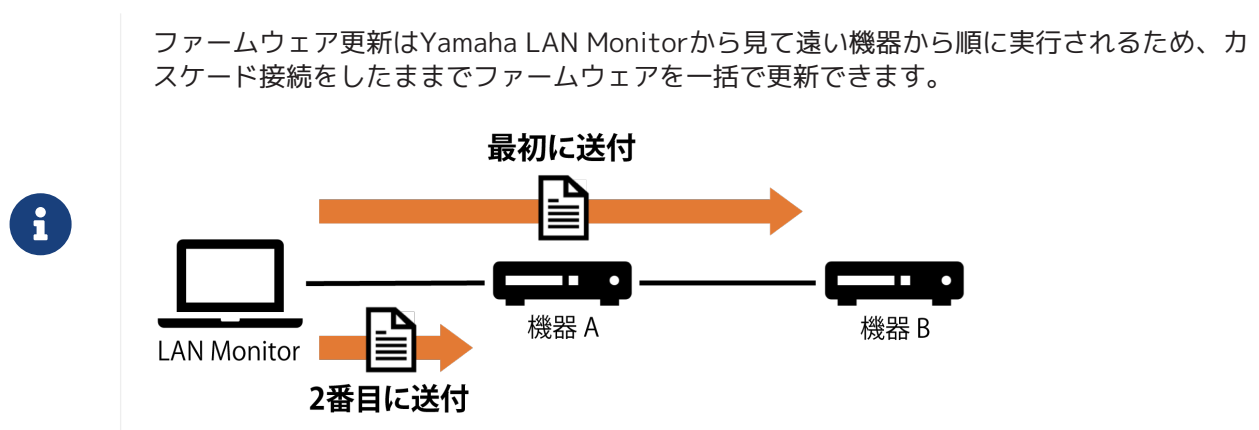 ファームウェア更新はYamaha LAN Monitorから見て遠い機器から順に実行されるため、カ
スケード接続をしたままでファームウェアを一括で更新できます。
最初に送付
機器 A
機器 B
LAN Monitor
2番目に送付